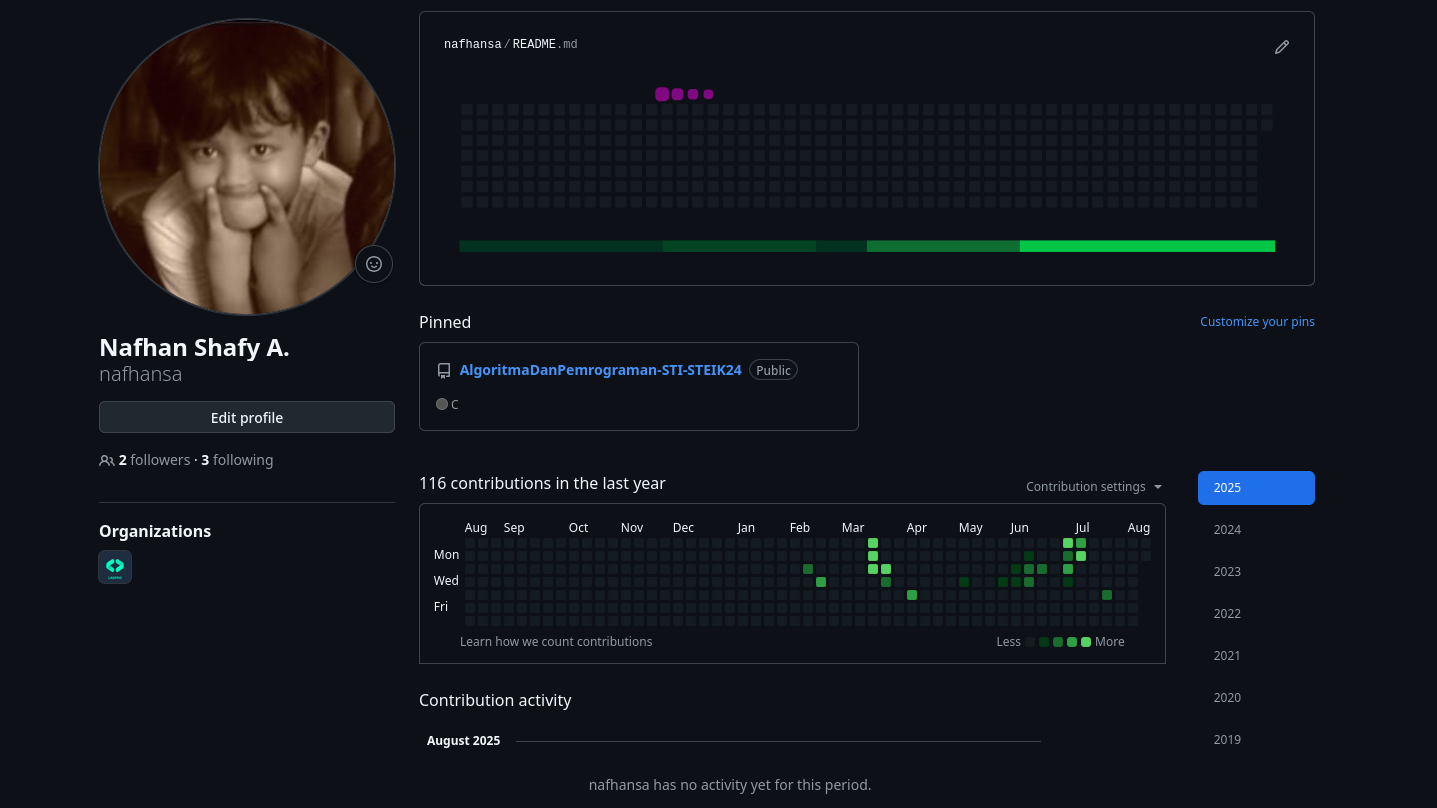 nafhansa/README.md
Nafhan Shafy A.
nafhansa
Edit profile
2 followers · 3 following
Organizations
Pinned
Customize your pins
AlgoritmaDanPemrograman-STI-STEIK24 Public
C
116 contributions in the last year
Contribution settings
Aug Sep Oct Nov Dec Jan Feb Mar Apr May Jun Jul Aug
Mon
Wed
Fri
Learn how we count contributions
Less More
2025
2024
2023
2022
2021
2020
2019
Contribution activity
August 2025
nafhansa has no activity yet for this period.